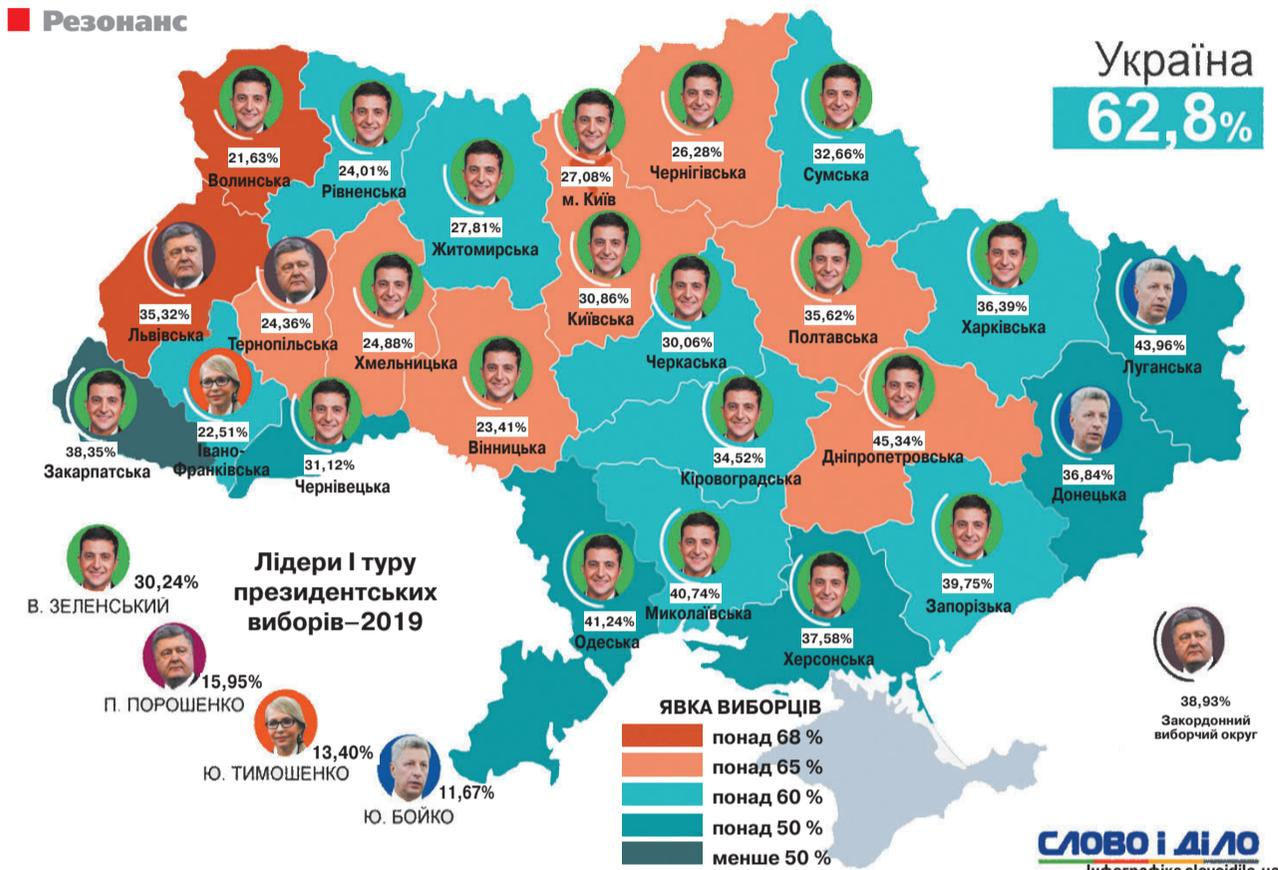 Резонанс
Україна
62,8%
21,63%
Волинська
24,01%
Рівненська
27,81%
Житомирська
27,08%
м. Київ
26,28%
Чернігівська
32,66%
Сумська
35,32%
Львівська
24,36%
Тернопільська
24,88%
Хмельницька
30,86%
Київська
30,06%
Черкаська
35,62%
Полтавська
36,39%
Харківська
43,96%
Луганська
38,35%
Закарпатська
22,51%
Івано-
Франківська
31,12%
Чернівецька
23,41%
Вінницька
34,52%
Кіровоградська
45,34%
Дніпропетровська
36,84%
Донецька
41,24%
Одеська
40,74%
Миколаївська
37,58%
Херсонська
39,75%
Запорізька
38,93%
Закордонний
виборчий округ
Лідери І туру
президентських
виборів–2019
30,24%
В. ЗЕЛЕНСЬКИЙ
15,95%
П. ПОРОШЕНКО
13,40%
Ю. ТИМОШЕНКО
11,67%
Ю. БОЙКО
ЯВКА ВИБОРЦІВ
понад 68 %
понад 65 %
понад 60 %
понад 50 %
менше 50 %
СЛОВО і ДіЛО
Інфографіка slovoidilo.ua